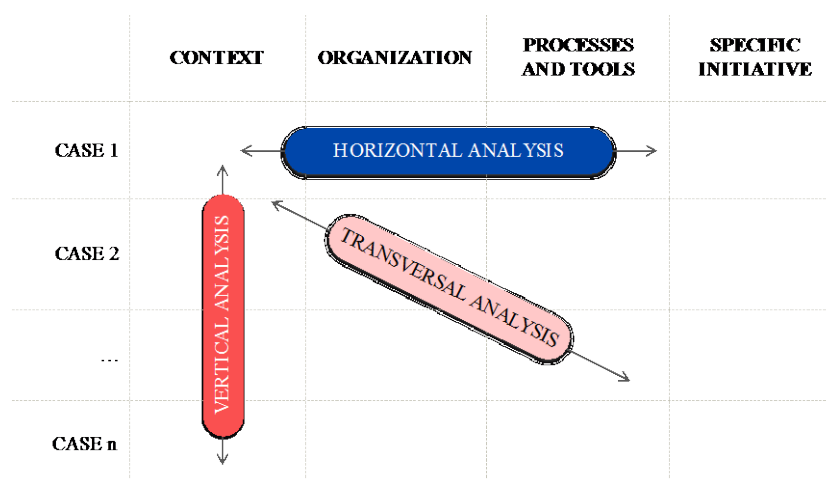 CONTEXT
ORGANIZATION
PROCESSES
AND TOOLS
SPECIFIC
INITIATIVE
CASE 1
HORIZONTAL ANALYSIS
CASE 2
TRANSVERSAL ANALYSIS
VERTICAL ANALYSIS
...
CASE n